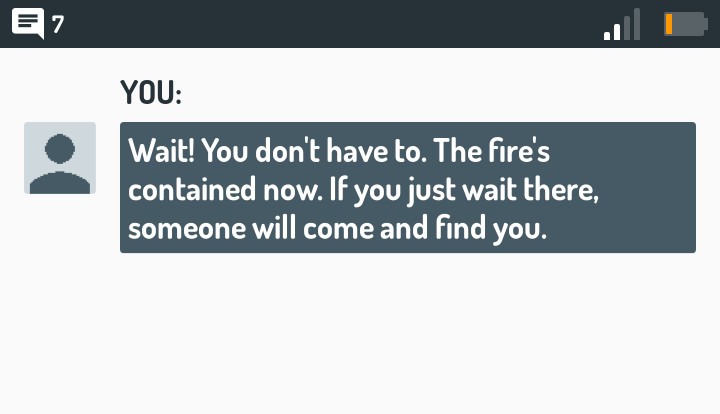 7
YOU:
Wait! You don't have to. The fire's
contained now. If you just wait there,
someone will come and find you.